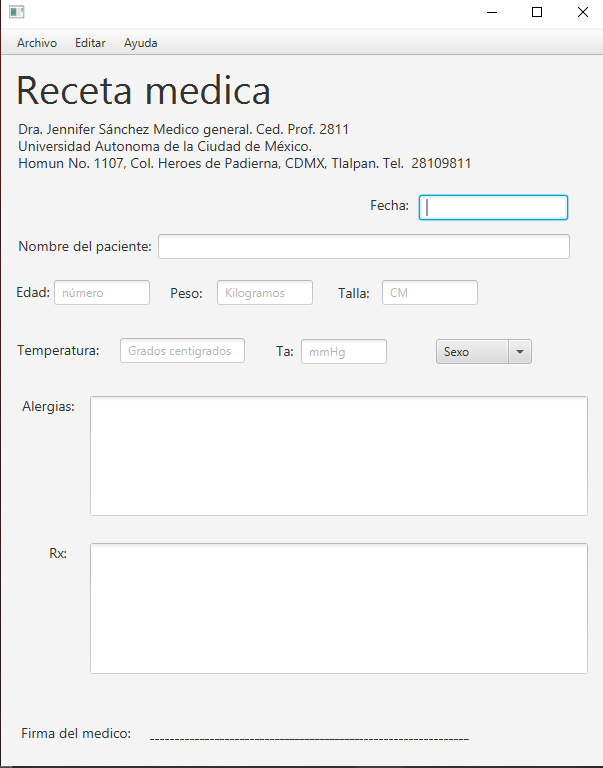 Archivo Editar Ayuda
Receta medica
Dra. Jennifer Sánchez Medico general. Ced. Prof. 2811
Universidad Autonoma de la Ciudad de México.
Homun No. 1107, Col. Heroes de Padierna, CDMX, Tlalpan. Tel.  28109811
Fecha:
Nombre del paciente:
Edad: número Peso: Kilogramos Talla: CM
Temperatura: Grados centigrados Ta: mmHg Sexo
Alergias:
Rx:
Firma del medico: ________________________________________________